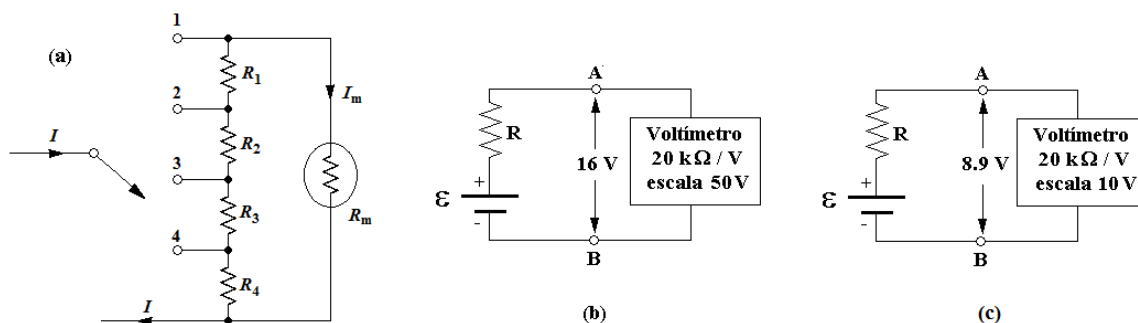 (a)
1
2
3
4
I
R1
R2
R3
R4
Im
Rm
I
A
R
+
ε
-
16 V
Voltímetro
20 kΩ / V
escala 50 V
B
(b)
A
R
+
ε
-
8.9 V
Voltímetro
20 kΩ / V
escala 10 V
B
(c)